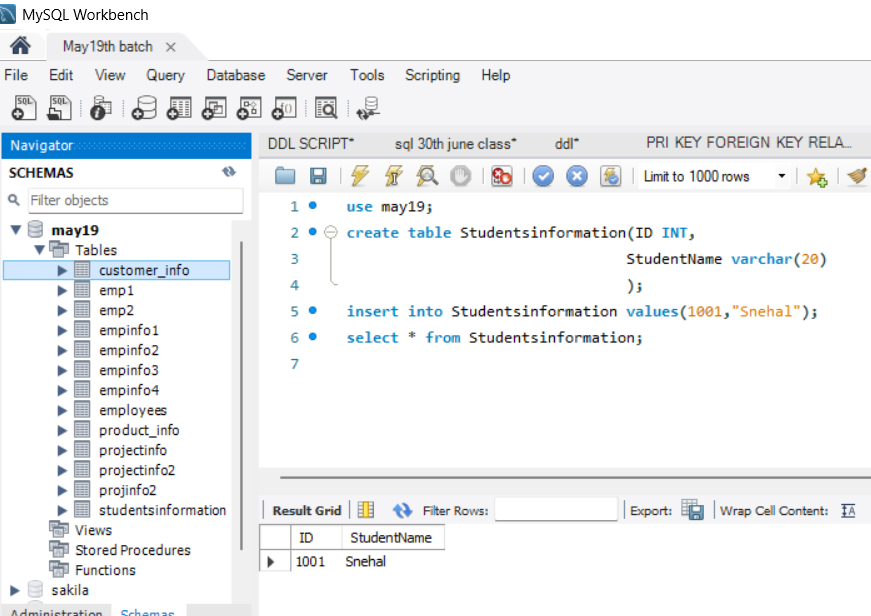 MySQL Workbench
May19th batch
File Edit View Query Database Server Tools Scripting Help
Navigator
SCHEMAS
Filter objects
may19
Tables
customer_info
emp1
emp2
empinfo1
empinfo2
empinfo3
empinfo4
employees
product_info
projectinfo
projectinfo2
projinfo2
studentsinformation
Views
Stored Procedures
Functions
sakila
Administration Schemas
DDL SCRIPT* sql 30th june class* ddl* PRI KEY FOREIGN KEY RELA...
Limit to 1000 rows
1 use may19;
2 create table Studentsinformation(ID INT,
3 StudentName varchar(20)
4 );
5 insert into Studentsinformation values(1001,"Snehal");
6 select * from Studentsinformation;
7
Result Grid Filter Rows: Export: Wrap Cell Content:
ID StudentName
1001 Snehal